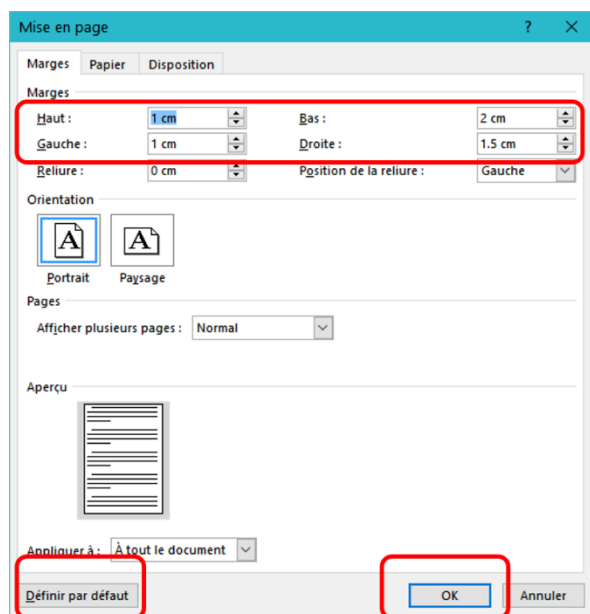 Mise en page ? ×
Marges Papier Disposition
Marges
Haut : 1 cm Bas : 2 cm
Gauche : 1 cm Droite : 1.5 cm
Reliure : 0 cm Position de la reliure : Gauche
Orientation
A A
Portrait Paysage
Pages
Afficher plusieurs pages : Normal
Aperçu
Appliquer à : À tout le document
Définir par défaut OK Annuler